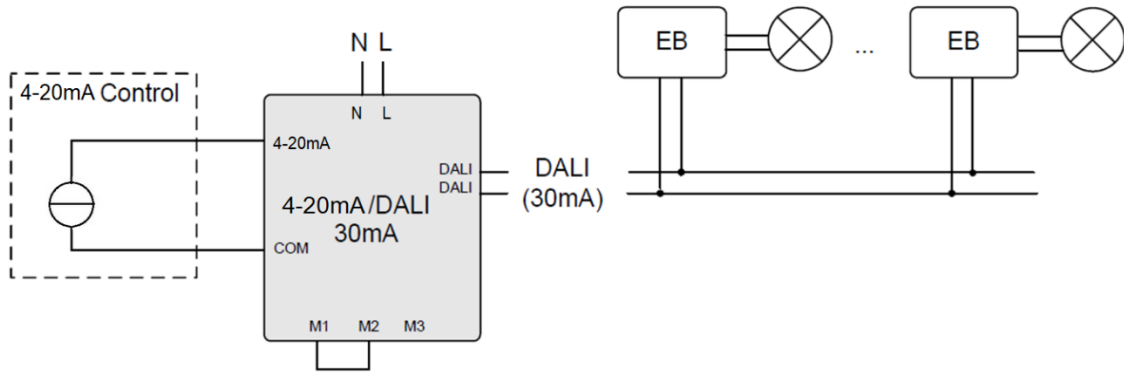 N L
EB
...
EB
4-20mA Control
N L
4-20mA
DALI
DALI
DALI
(30mA)
4-20mA/DALI
30mA
COM
M1 M2 M3